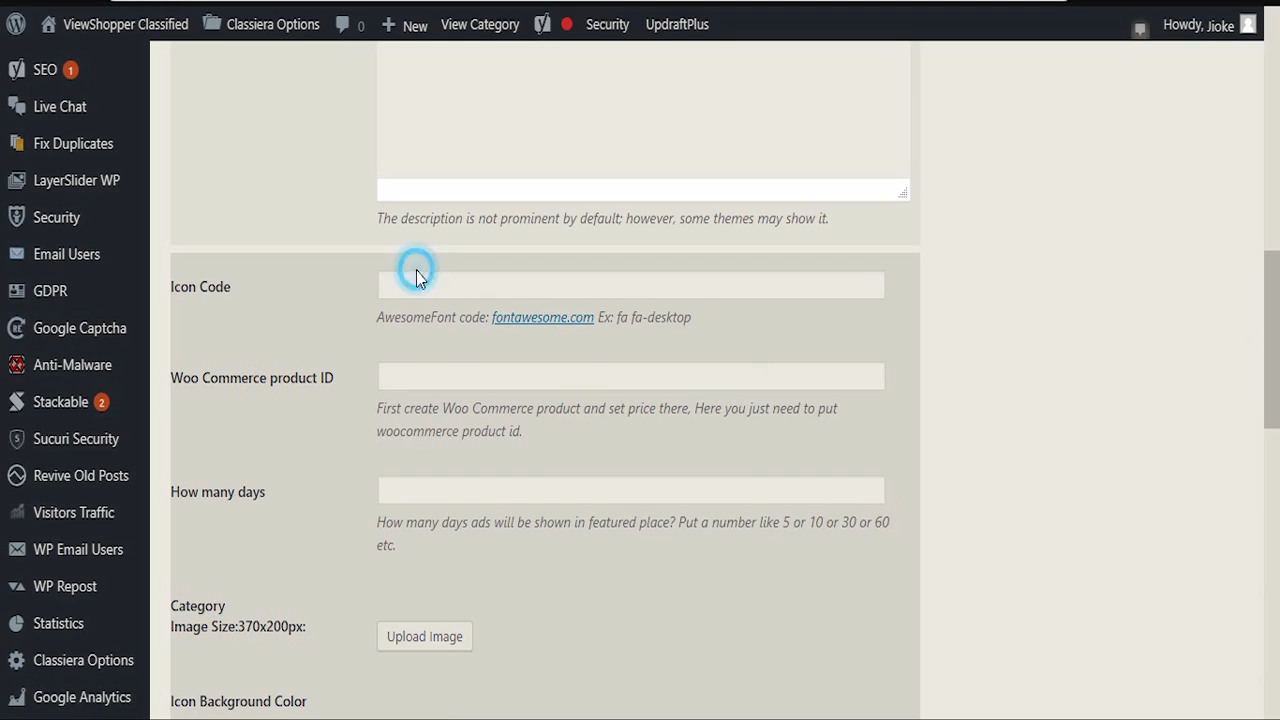 ViewShopper Classified Classiera Options 0 New View Category Security UpdraftPlus Howdy, Jioke
SEO 1
Live Chat
Fix Duplicates
LayerSlider WP
Security
Email Users
GDPR
Google Captcha
Anti-Malware
Stackable 2
Sucuri Security
Revive Old Posts
Visitors Traffic
WP Email Users
WP Repost
Statistics
Classiera Options
Google Analytics
The description is not prominent by default; however, some themes may show it.
Icon Code
AwesomeFont code: fontawesome.com Ex: fa fa-desktop
Woo Commerce product ID
First create Woo Commerce product and set price there, Here you just need to put
woocommerce product id.
How many days
How many days ads will be shown in featured place? Put a number like 5 or 10 or 30 or 60
etc.
Category
Image Size:370x200px:
Upload Image
Icon Background Color